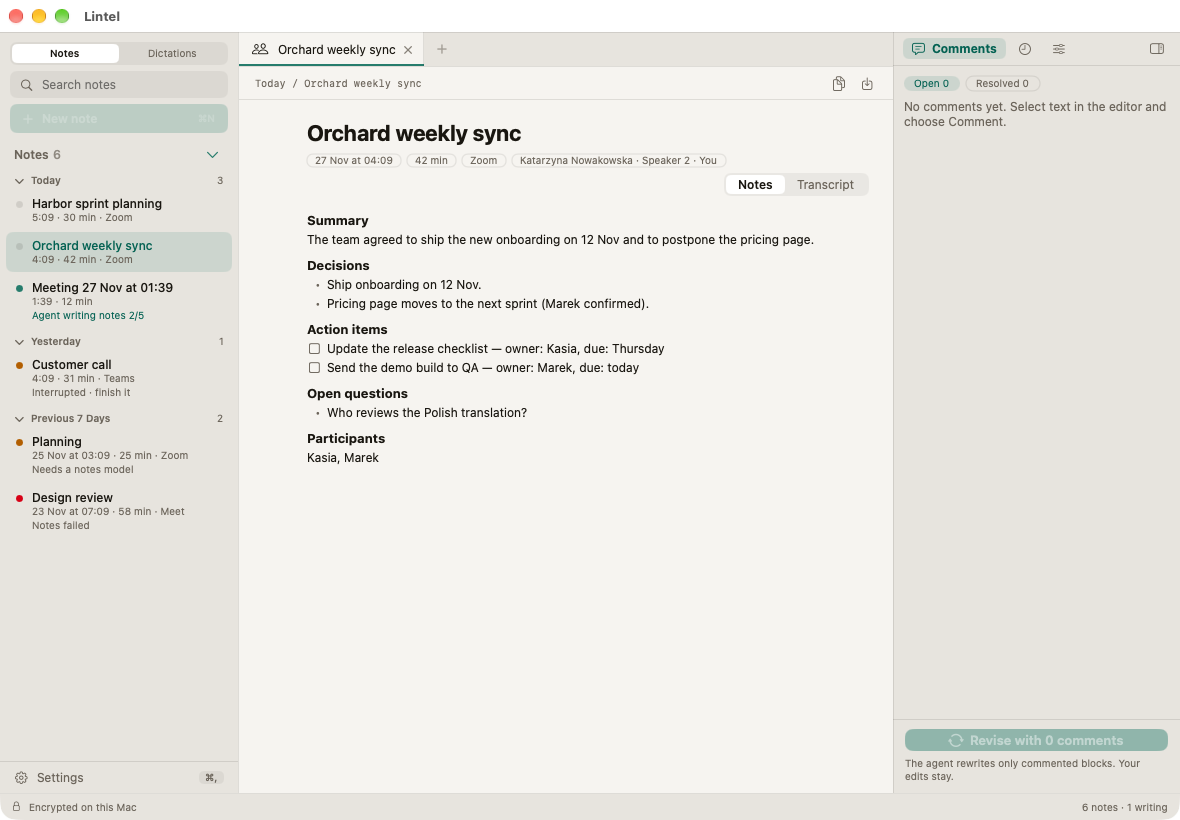 Lintel
Notes
Dictations
Search notes
New note ⌘N
Notes 6
Today 3
Harbor sprint planning
5:09 · 30 min · Zoom
Orchard weekly sync
4:09 · 42 min · Zoom
Meeting 27 Nov at 01:39
1:39 · 12 min
Agent writing notes 2/5
Yesterday 1
Customer call
4:09 · 31 min · Teams
Interrupted · finish it
Previous 7 Days 2
Planning
25 Nov at 03:09 · 25 min · Zoom
Needs a notes model
Design review
23 Nov at 07:09 · 58 min · Meet
Notes failed
Settings ⌘,
Orchard weekly sync
Today / Orchard weekly sync
Orchard weekly sync
27 Nov at 04:09
42 min
Zoom
Katarzyna Nowakowska · Speaker 2 · You
Notes
Transcript
Summary
The team agreed to ship the new onboarding on 12 Nov and to postpone the pricing page.
Decisions
· Ship onboarding on 12 Nov.
· Pricing page moves to the next sprint (Marek confirmed).
Action items
Update the release checklist — owner: Kasia, due: Thursday
Send the demo build to QA — owner: Marek, due: today
Open questions
· Who reviews the Polish translation?
Participants
Kasia, Marek
Comments
Open 0
Resolved 0
No comments yet. Select text in the editor and
choose Comment.
Revise with 0 comments
The agent rewrites only commented blocks. Your
edits stay.
Encrypted on this Mac
6 notes · 1 writing